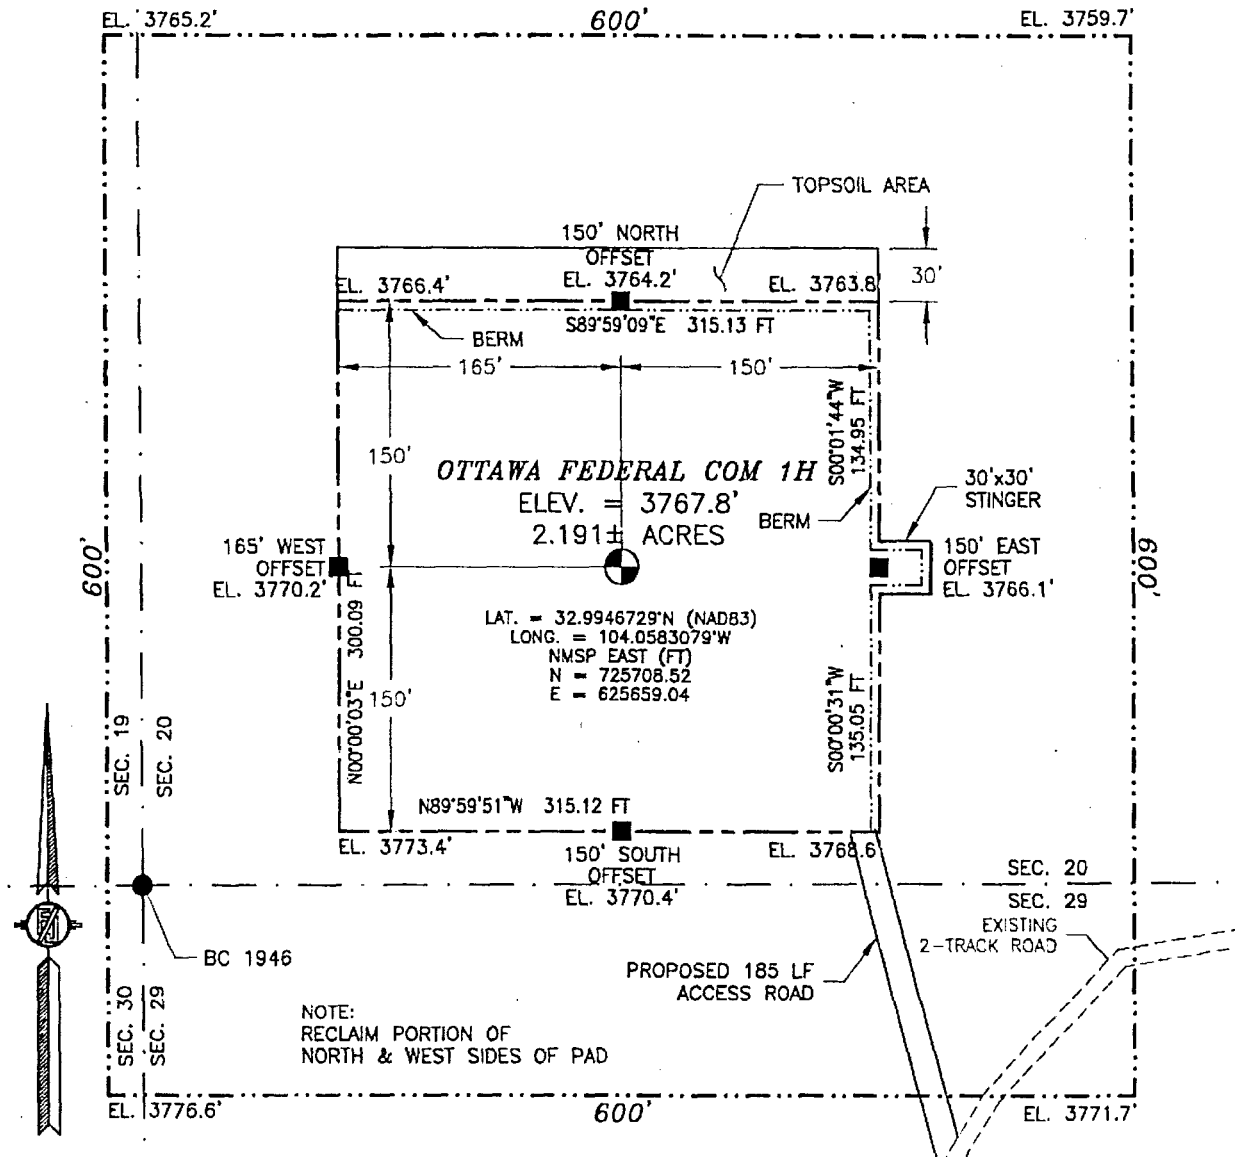 EL. 3765.2'
600'
EL. 3759.7'
TOPSOIL AREA
150' NORTH
OFFSET
EL. 3764.2'
EL. 3766.4'
EL. 3763.8'
30'
S89°59'09"E 315.13 FT
BERM
165'
150'
S00°01'44"W
134.95 FT
150'
OTTAWA FEDERAL COM 1H
ELEV. = 3767.8'
2.191± ACRES
BERM
30'x30'
STINGER
600'
165' WEST
OFFSET
EL. 3770.2'
150' EAST
OFFSET
EL. 3766.1'
600'
LAT. = 32.9946729°N (NAD83)
LONG. = 104.0583079°W
NMSP EAST (FT)
N = 725708.52
E = 625659.04
N00°00'03"E 300.09 FT
150'
S00°00'31"W
135.05 FT
SEC. 19
SEC. 20
N89°59'51"W 315.12 FT
EL. 3773.4'
150' SOUTH
OFFSET
EL. 3770.4'
EL. 3768.6'
SEC. 20
SEC. 29
EXISTING
2-TRACK ROAD
BC 1946
PROPOSED 185 LF
ACCESS ROAD
SEC. 30
SEC. 29
NOTE:
RECLAIM PORTION OF
NORTH & WEST SIDES OF PAD
EL. 3776.6'
600'
EL. 3771.7'